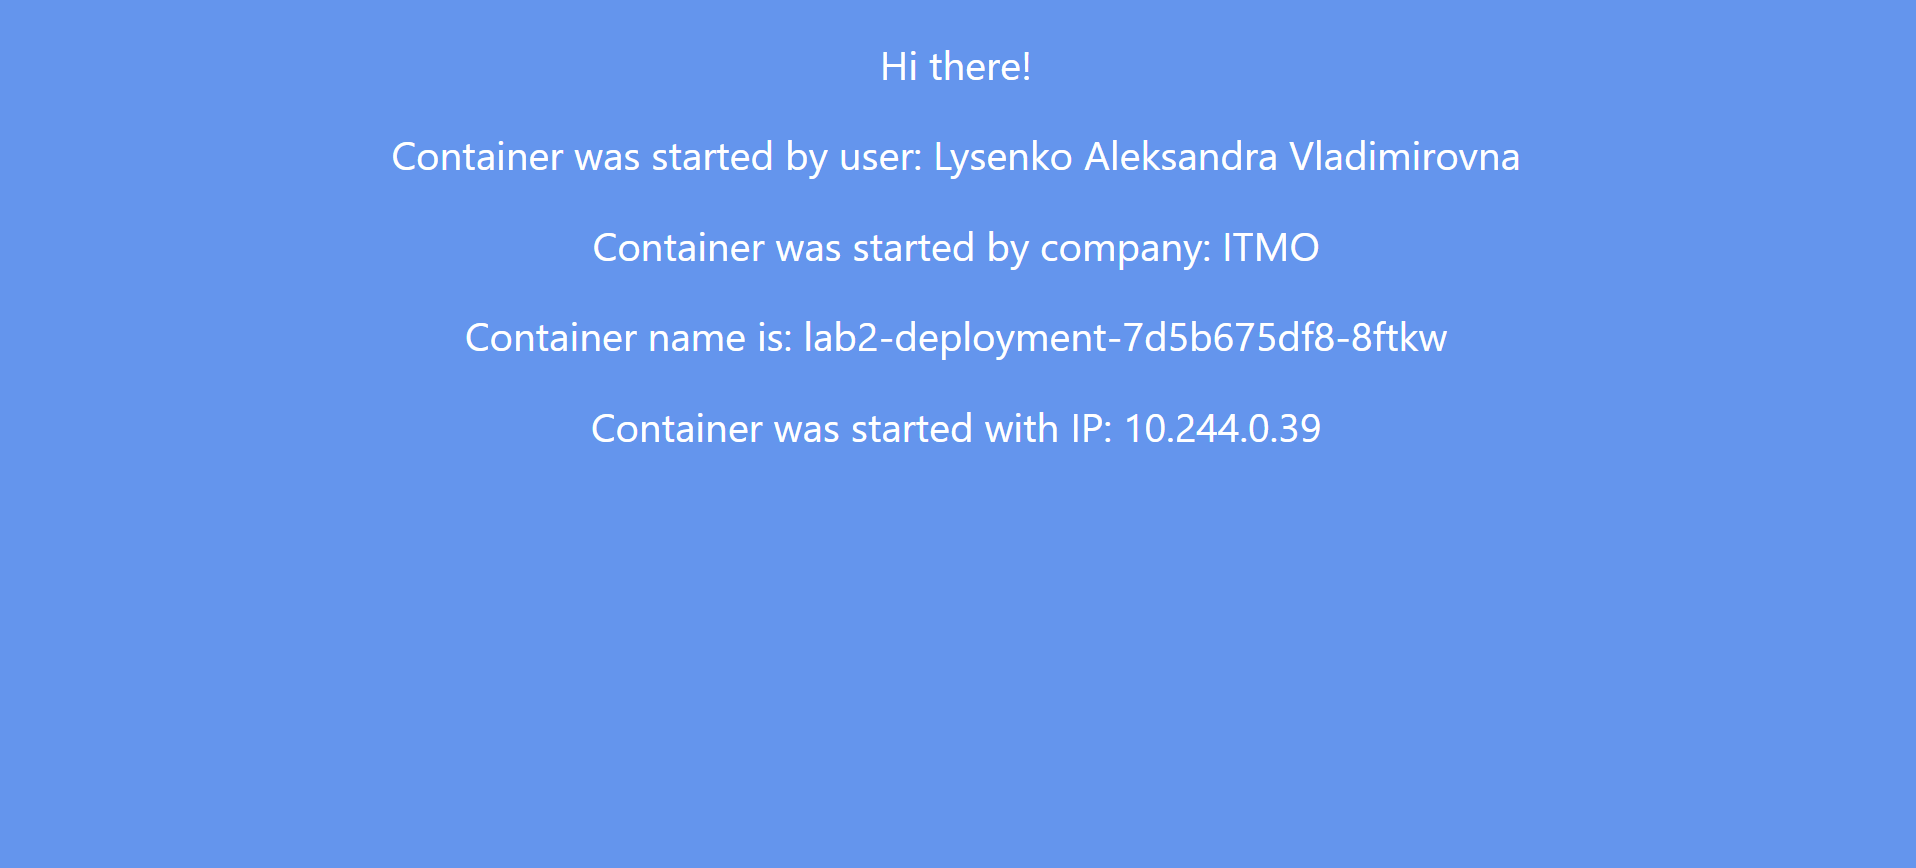 Hi there!
Container was started by user: Lysenko Aleksandra Vladimirovna
Container was started by company: ITMO
Container name is: lab2-deployment-7d5b675df8-8ftkw
Container was started with IP: 10.244.0.39